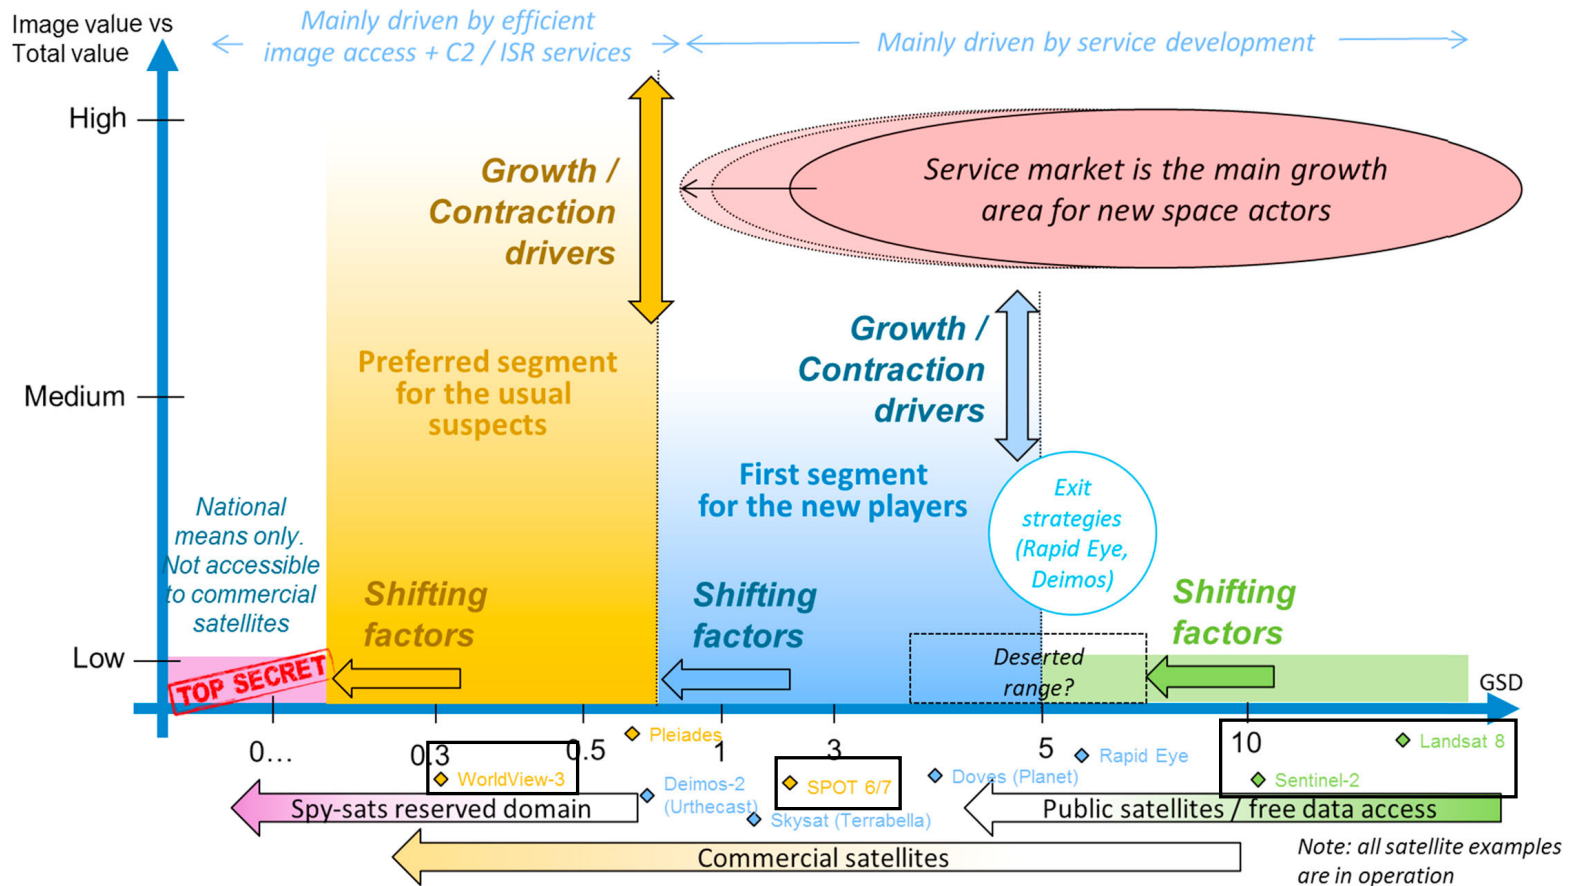 Image value vs
Total value
Mainly driven by efficient
image access + C2 / ISR services
Mainly driven by service development
High
Medium
Low
Growth /
Contraction
drivers
Service market is the main growth
area for new space actors
Preferred segment
for the usual
suspects
Growth /
Contraction
drivers
First segment
for the new players
Exit
strategies
(Rapid Eye,
Deimos)
National
means only.
Not accessible
to commercial
satellites
Shifting
factors
Shifting
factors
Shifting
factors
TOP SECRET
Deserted
range?
GSD
0...
0.3
0.5
1
3
5
10
Pleiades
WorldView-3
Deimos-2
(Urthecast)
SPOT 6/7
Skysat (Terrabella)
Doves (Planet)
Rapid Eye
Landsat 8
Sentinel-2
Spy-sats reserved domain
Public satellites / free data access
Commercial satellites
Note: all satellite examples
are in operation